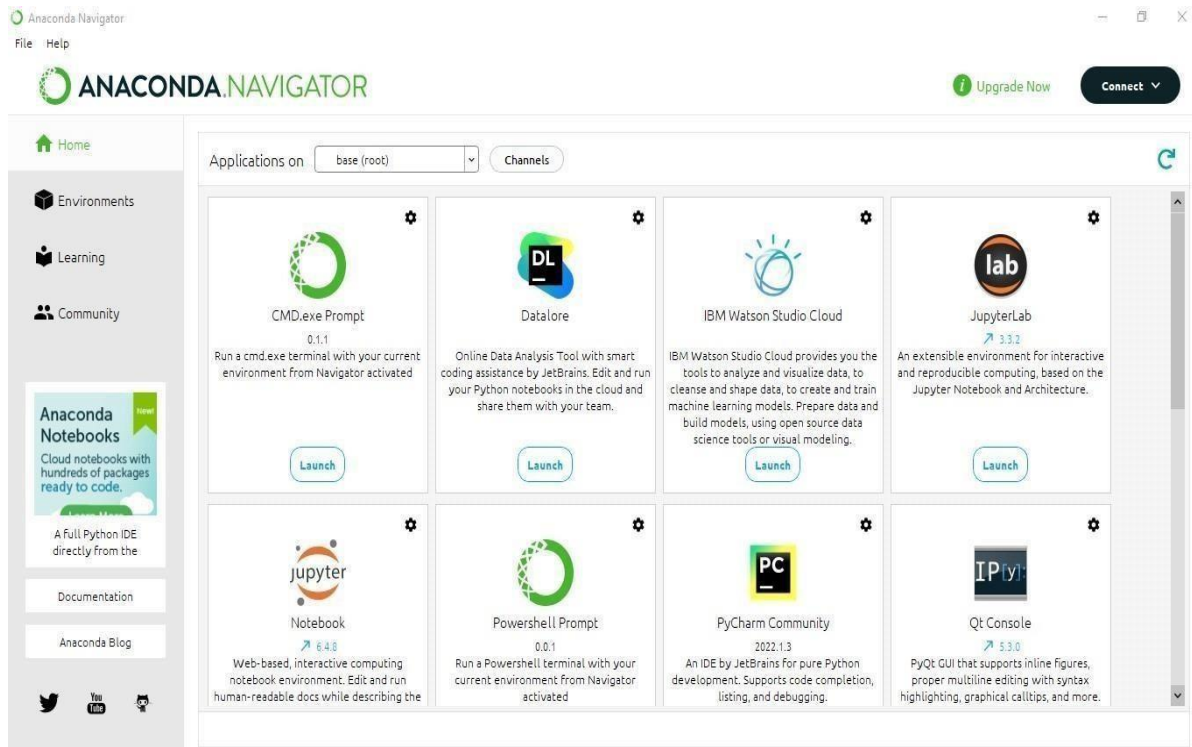 Anaconda Navigator
File Help
ANACONDA.NAVIGATOR
Upgrade Now
Connect
Home
Environments
Learning
Community
Anaconda
Notebooks
New!
Cloud notebooks with
hundreds of packages
ready to code.
Learn More
A full Python IDE
directly from the
Documentation
Anaconda Blog
You
Tube
Applications on base (root) Channels
CMD.exe Prompt
0.1.1
Run a cmd.exe terminal with your current
environment from Navigator activated
Launch
DL
Datalore
Online Data Analysis Tool with smart
coding assistance by JetBrains. Edit and run
your Python notebooks in the cloud and
share them with your team.
Launch
IBM Watson Studio Cloud
IBM Watson Studio Cloud provides you the
tools to analyze and visualize data, to
cleanse and shape data, to create and train
machine learning models. Prepare data and
build models, using open source data
science tools or visual modeling.
Launch
lab
JupyterLab
3.3.2
An extensible environment for interactive
and reproducible computing, based on the
Jupyter Notebook and Architecture.
Launch
jupyter
Notebook
6.4.8
Web-based, interactive computing
notebook environment. Edit and run
human-readable docs while describing the
Powershell Prompt
0.0.1
Run a Powershell terminal with your
current environment from Navigator
activated
PC
PyCharm Community
2022.1.3
An IDE by JetBrains for pure Python
development. Supports code completion,
listing, and debugging.
IP[y]:
Qt Console
5.3.0
PyQt GUI that supports inline figures,
proper multiline editing with syntax
highlighting, graphical calltips, and more.